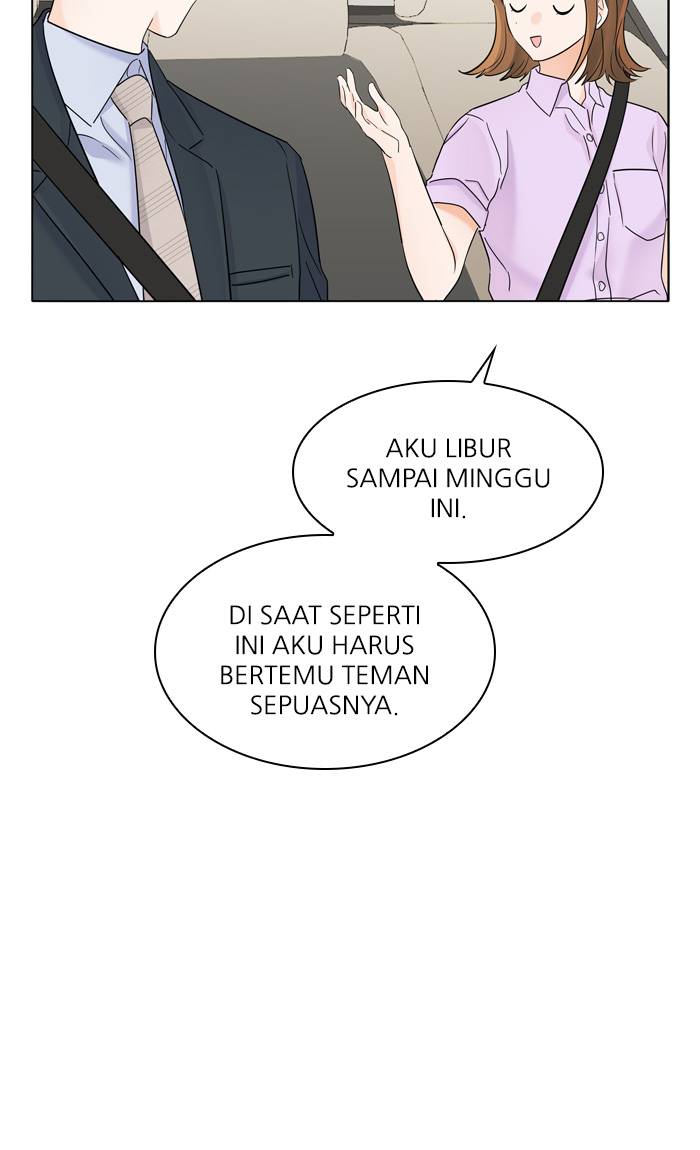 AKU LIBUR
SAMPAI MINGGU
INI.
DI SAAT SEPERTI
INI AKU HARUS
BERTEMU TEMAN
SEPUASNYA.